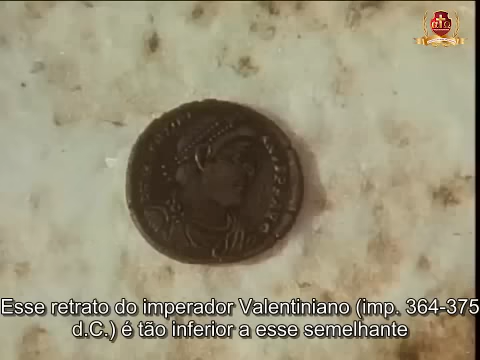 Esse retrato do imperador Valentiniano (imp. 364-375
d.C.) é tão inferior a esse semelhante